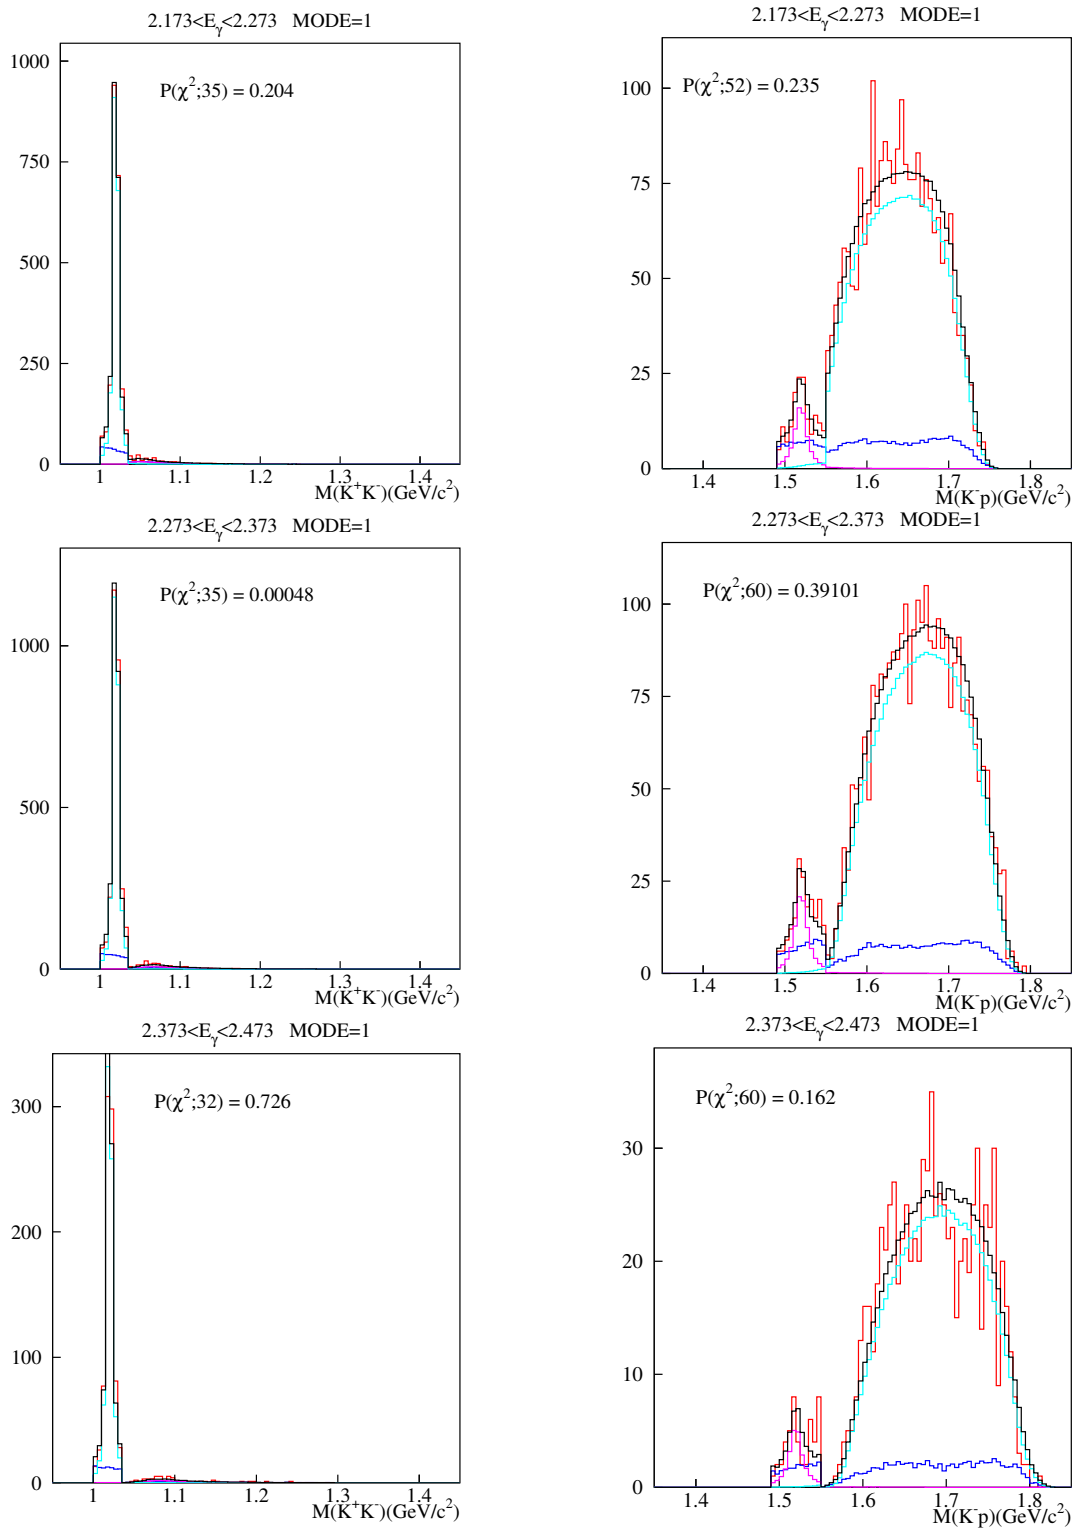 2.173<Eγ<2.273 MODE=1
P(χ²;35) = 0.204
1000
750
500
250
0
1 1.1 1.2 1.3 1.4
M(K⁺K⁻)(GeV/c²)
2.173<Eγ<2.273 MODE=1
P(χ²;52) = 0.235
100
75
50
25
0
1.4 1.5 1.6 1.7 1.8
M(K⁻p)(GeV/c²)
2.273<Eγ<2.373 MODE=1
P(χ²;35) = 0.00048
1000
500
0
1 1.1 1.2 1.3 1.4
M(K⁺K⁻)(GeV/c²)
2.273<Eγ<2.373 MODE=1
P(χ²;60) = 0.39101
100
75
50
25
0
1.4 1.5 1.6 1.7 1.8
M(K⁻p)(GeV/c²)
2.373<Eγ<2.473 MODE=1
P(χ²;32) = 0.726
300
200
100
0
1 1.1 1.2 1.3 1.4
M(K⁺K⁻)(GeV/c²)
2.373<Eγ<2.473 MODE=1
P(χ²;60) = 0.162
30
20
10
0
1.4 1.5 1.6 1.7 1.8
M(K⁻p)(GeV/c²)